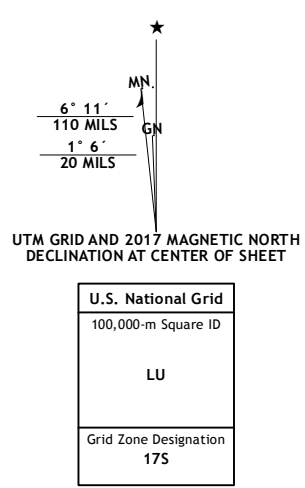 MN.
6° 11´
110 MILS
GN
1° 6´
20 MILS
UTM GRID AND 2017 MAGNETIC NORTH
DECLINATION AT CENTER OF SHEET
U.S. National Grid
100,000-m Square ID
LU
Grid Zone Designation
17S